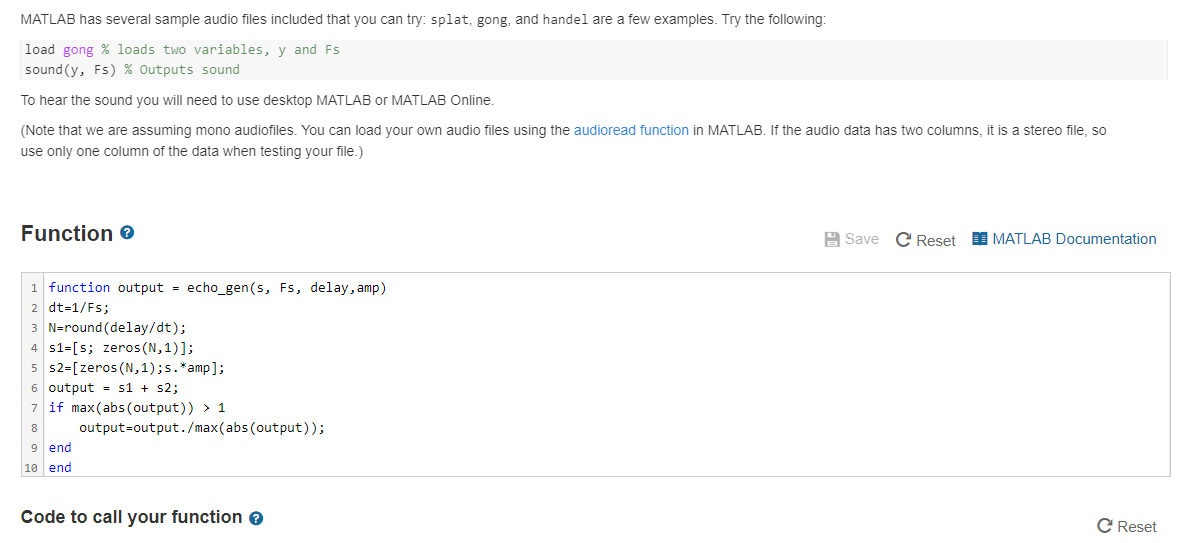 MATLAB has several sample audio files included that you can try: splat, gong, and handel are a few examples. Try the following:
load gong % loads two variables, y and Fs
sound(y, Fs) % Outputs sound
To hear the sound you will need to use desktop MATLAB or MATLAB Online.
(Note that we are assuming mono audiofiles. You can load your own audio files using the audioread function in MATLAB. If the audio data has two columns, it is a stereo file, so
use only one column of the data when testing your file.)
Function ?
Save Reset MATLAB Documentation
1 function output = echo_gen(s, Fs, delay,amp)
2 dt=1/Fs;
3 N=round(delay/dt);
4 s1=[s; zeros(N,1)];
5 s2=[zeros(N,1);s.*amp];
6 output = s1 + s2;
7 if max(abs(output)) > 1
8     output=output./max(abs(output));
9 end
10 end
Code to call your function ?
Reset